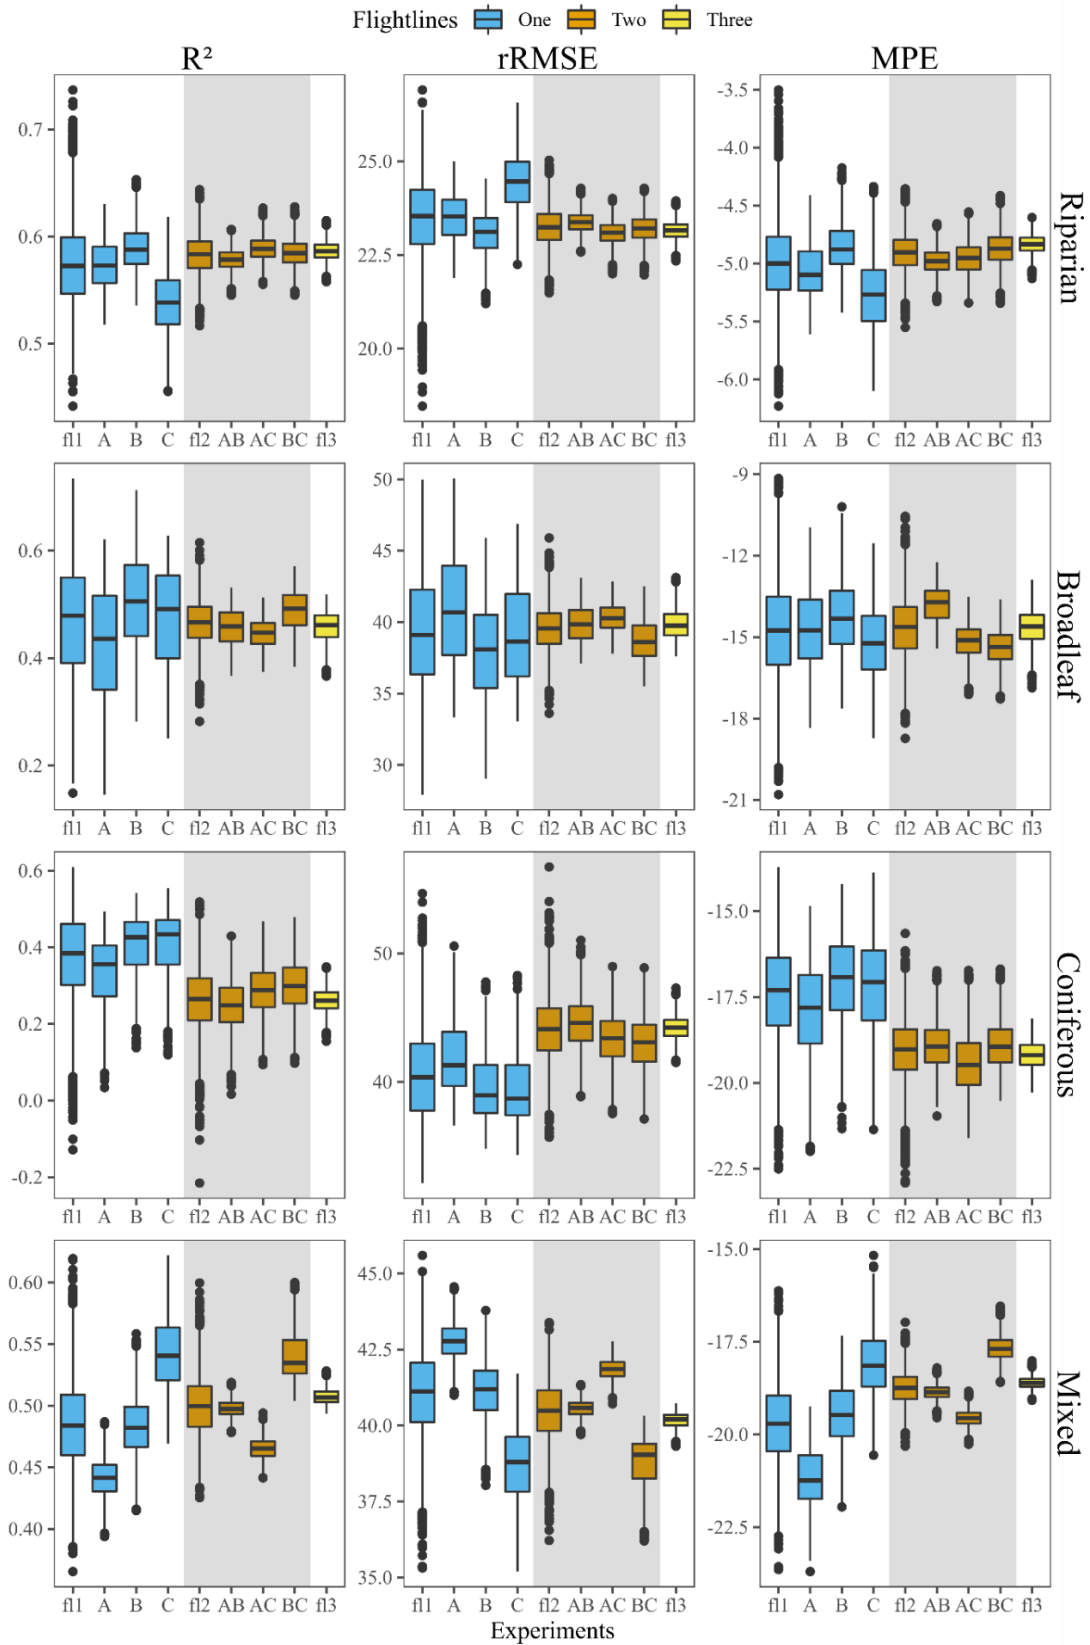 Flightlines One Two Three
R² rRMSE MPE
0.7
0.6
0.5
25.0
22.5
20.0
-3.5
-4.0
-4.5
-5.0
-5.5
-6.0
Riparian
fl1 A B C fl2 AB AC BC fl3
fl1 A B C fl2 AB AC BC fl3
fl1 A B C fl2 AB AC BC fl3
0.6
0.4
0.2
50
45
40
35
30
-9
-12
-15
-18
-21
Broadleaf
fl1 A B C fl2 AB AC BC fl3
fl1 A B C fl2 AB AC BC fl3
fl1 A B C fl2 AB AC BC fl3
0.6
0.4
0.2
0.0
-0.2
50
40
-15.0
-17.5
-20.0
-22.5
Coniferous
fl1 A B C fl2 AB AC BC fl3
fl1 A B C fl2 AB AC BC fl3
fl1 A B C fl2 AB AC BC fl3
0.60
0.55
0.50
0.45
0.40
45.0
42.5
40.0
37.5
35.0
-15.0
-17.5
-20.0
-22.5
Mixed
fl1 A B C fl2 AB AC BC fl3
fl1 A B C fl2 AB AC BC fl3
fl1 A B C fl2 AB AC BC fl3
Experiments